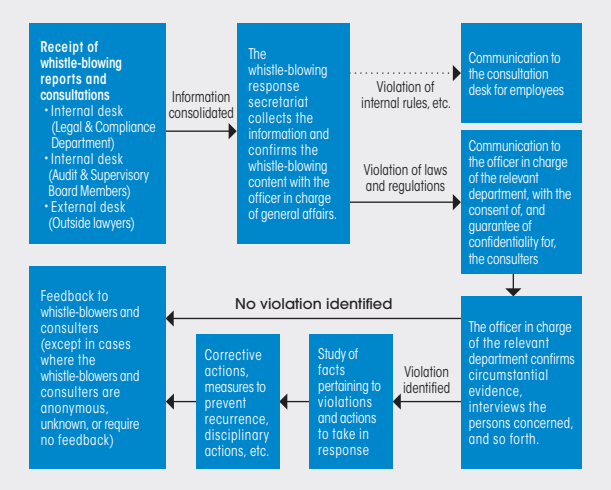 Receipt of
whistle-blowing
reports and
consultations
・Internal desk
(Legal & Compliance
Department)
・Internal desk
(Audit & Supervisory
Board Members)
・External desk
(Outside lawyers)
Information
consolidated
The
whistle-blowing
response
secretariat
collects the
information and
confirms the
whistle-blowing
content with the
officer in charge
of general affairs.
Violation of
internal rules, etc.
Communication to
the consultation
desk for employees
Violation of laws
and regulations
Communication to
the officer in charge
of the relevant
department, with the
consent of, and
guarantee of
confidentiality for,
the consulters
The officer in charge
of the relevant
department confirms
circumstantial
evidence,
interviews the
persons concerned,
and so forth.
No violation identified
Violation
identified
Study of
facts
pertaining to
violations
and actions
to take in
response
Corrective
actions,
measures to
prevent
recurrence,
disciplinary
actions, etc.
Feedback to
whistle-blowers and
consulters
(except in cases
where the
whistle-blowers and
consulters are
anonymous,
unknown, or require
no feedback)